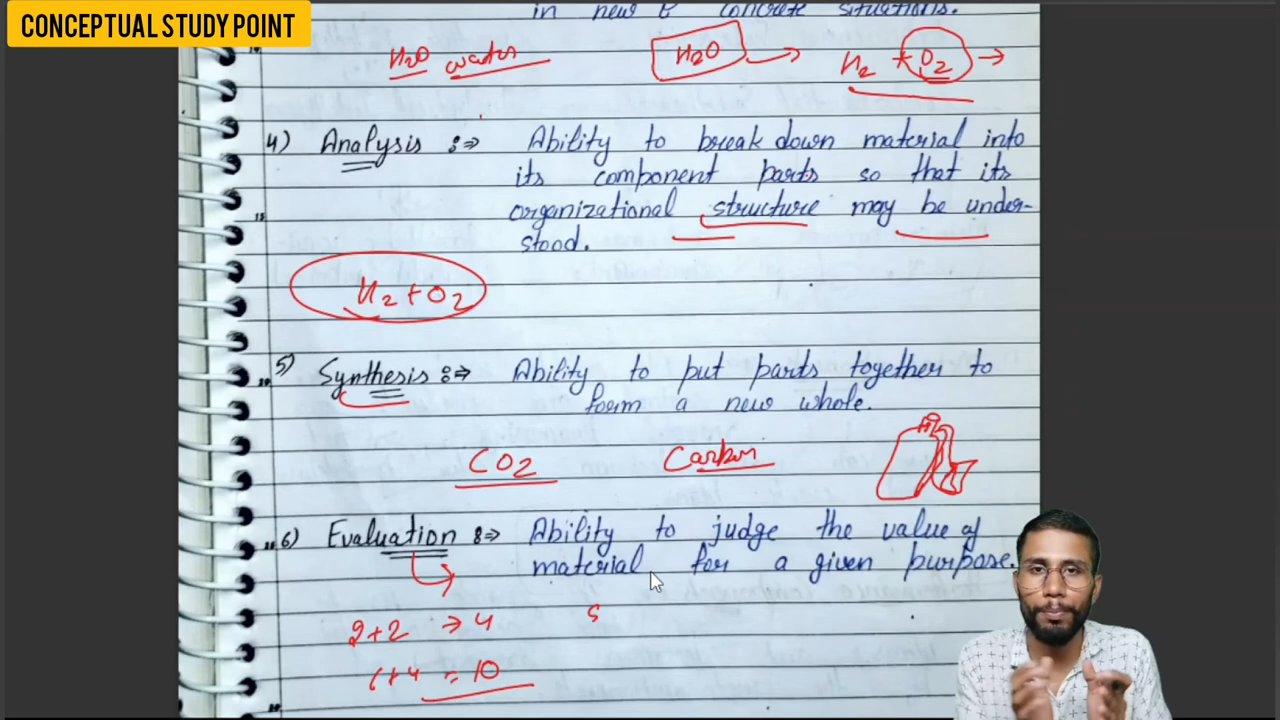 CONCEPTUAL STUDY POINT
in new & concrete situations.
H2O water H2O → H2 + O2 →
4) Analysis :⇒ Ability to break down material into
its component parts so that its
organizational structure may be under-
stood.
H2 + O2
5) Synthesis :⇒ Ability to put parts together to
form a new whole.
CO2 Carbon
6) Evaluation :⇒ Ability to judge the value of
material for a given purpose.
2+2 → 4 S
= 10